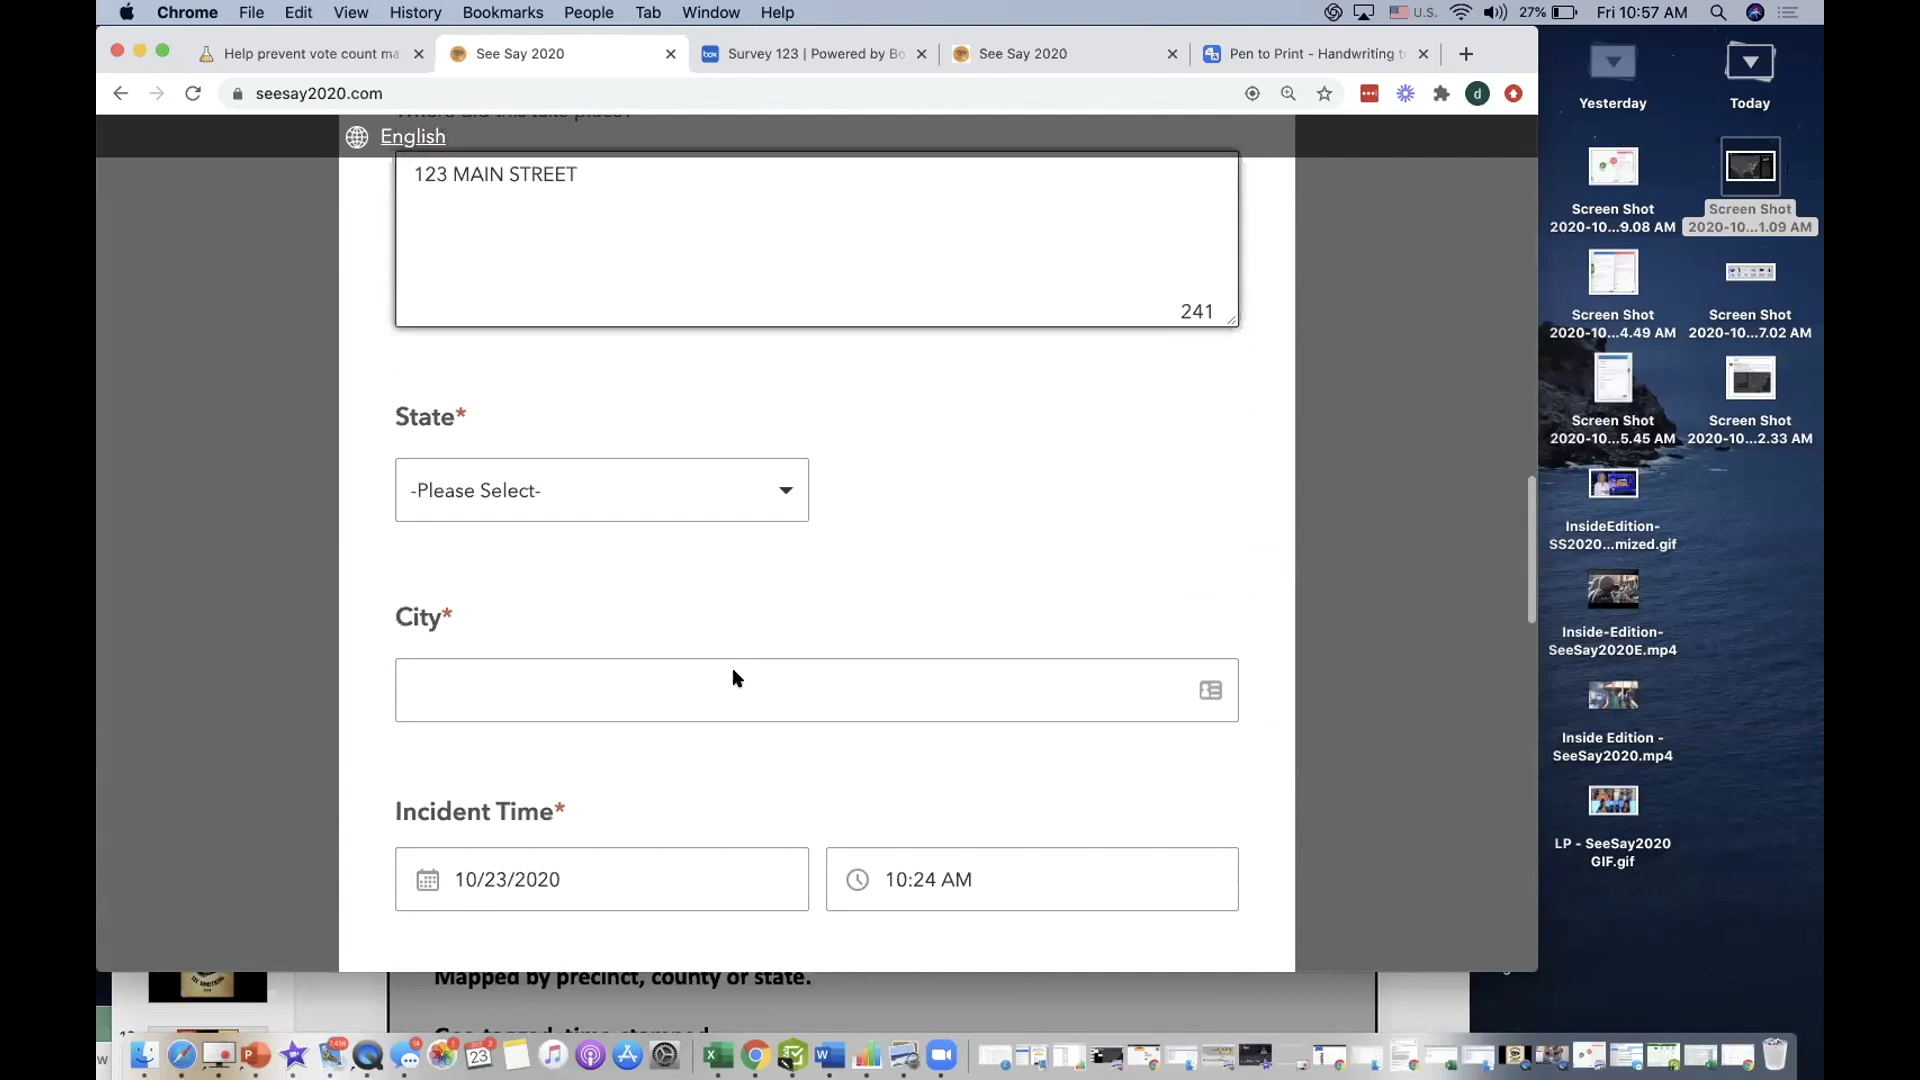 Chrome File Edit View History Bookmarks People Tab Window Help
U.S. 27% Fri 10:57 AM
Help prevent vote count ma
See Say 2020
Survey 123 | Powered by Bo
See Say 2020
Pen to Print - Handwriting to
seesay2020.com
English
123 MAIN STREET
241
State*
-Please Select-
City*
Incident Time*
10/23/2020
10:24 AM
Mapped by precinct, county or state.
Yesterday
Today
Screen Shot
2020-10...9.08 AM
Screen Shot
2020-10...1.09 AM
Screen Shot
2020-10...4.49 AM
Screen Shot
2020-10...7.02 AM
Screen Shot
2020-10...5.45 AM
Screen Shot
2020-10...2.33 AM
InsideEdition-
SS2020...mized.gif
Inside-Edition-
SeeSay2020E.mp4
Inside Edition -
SeeSay2020.mp4
LP - SeeSay2020
GIF.gif